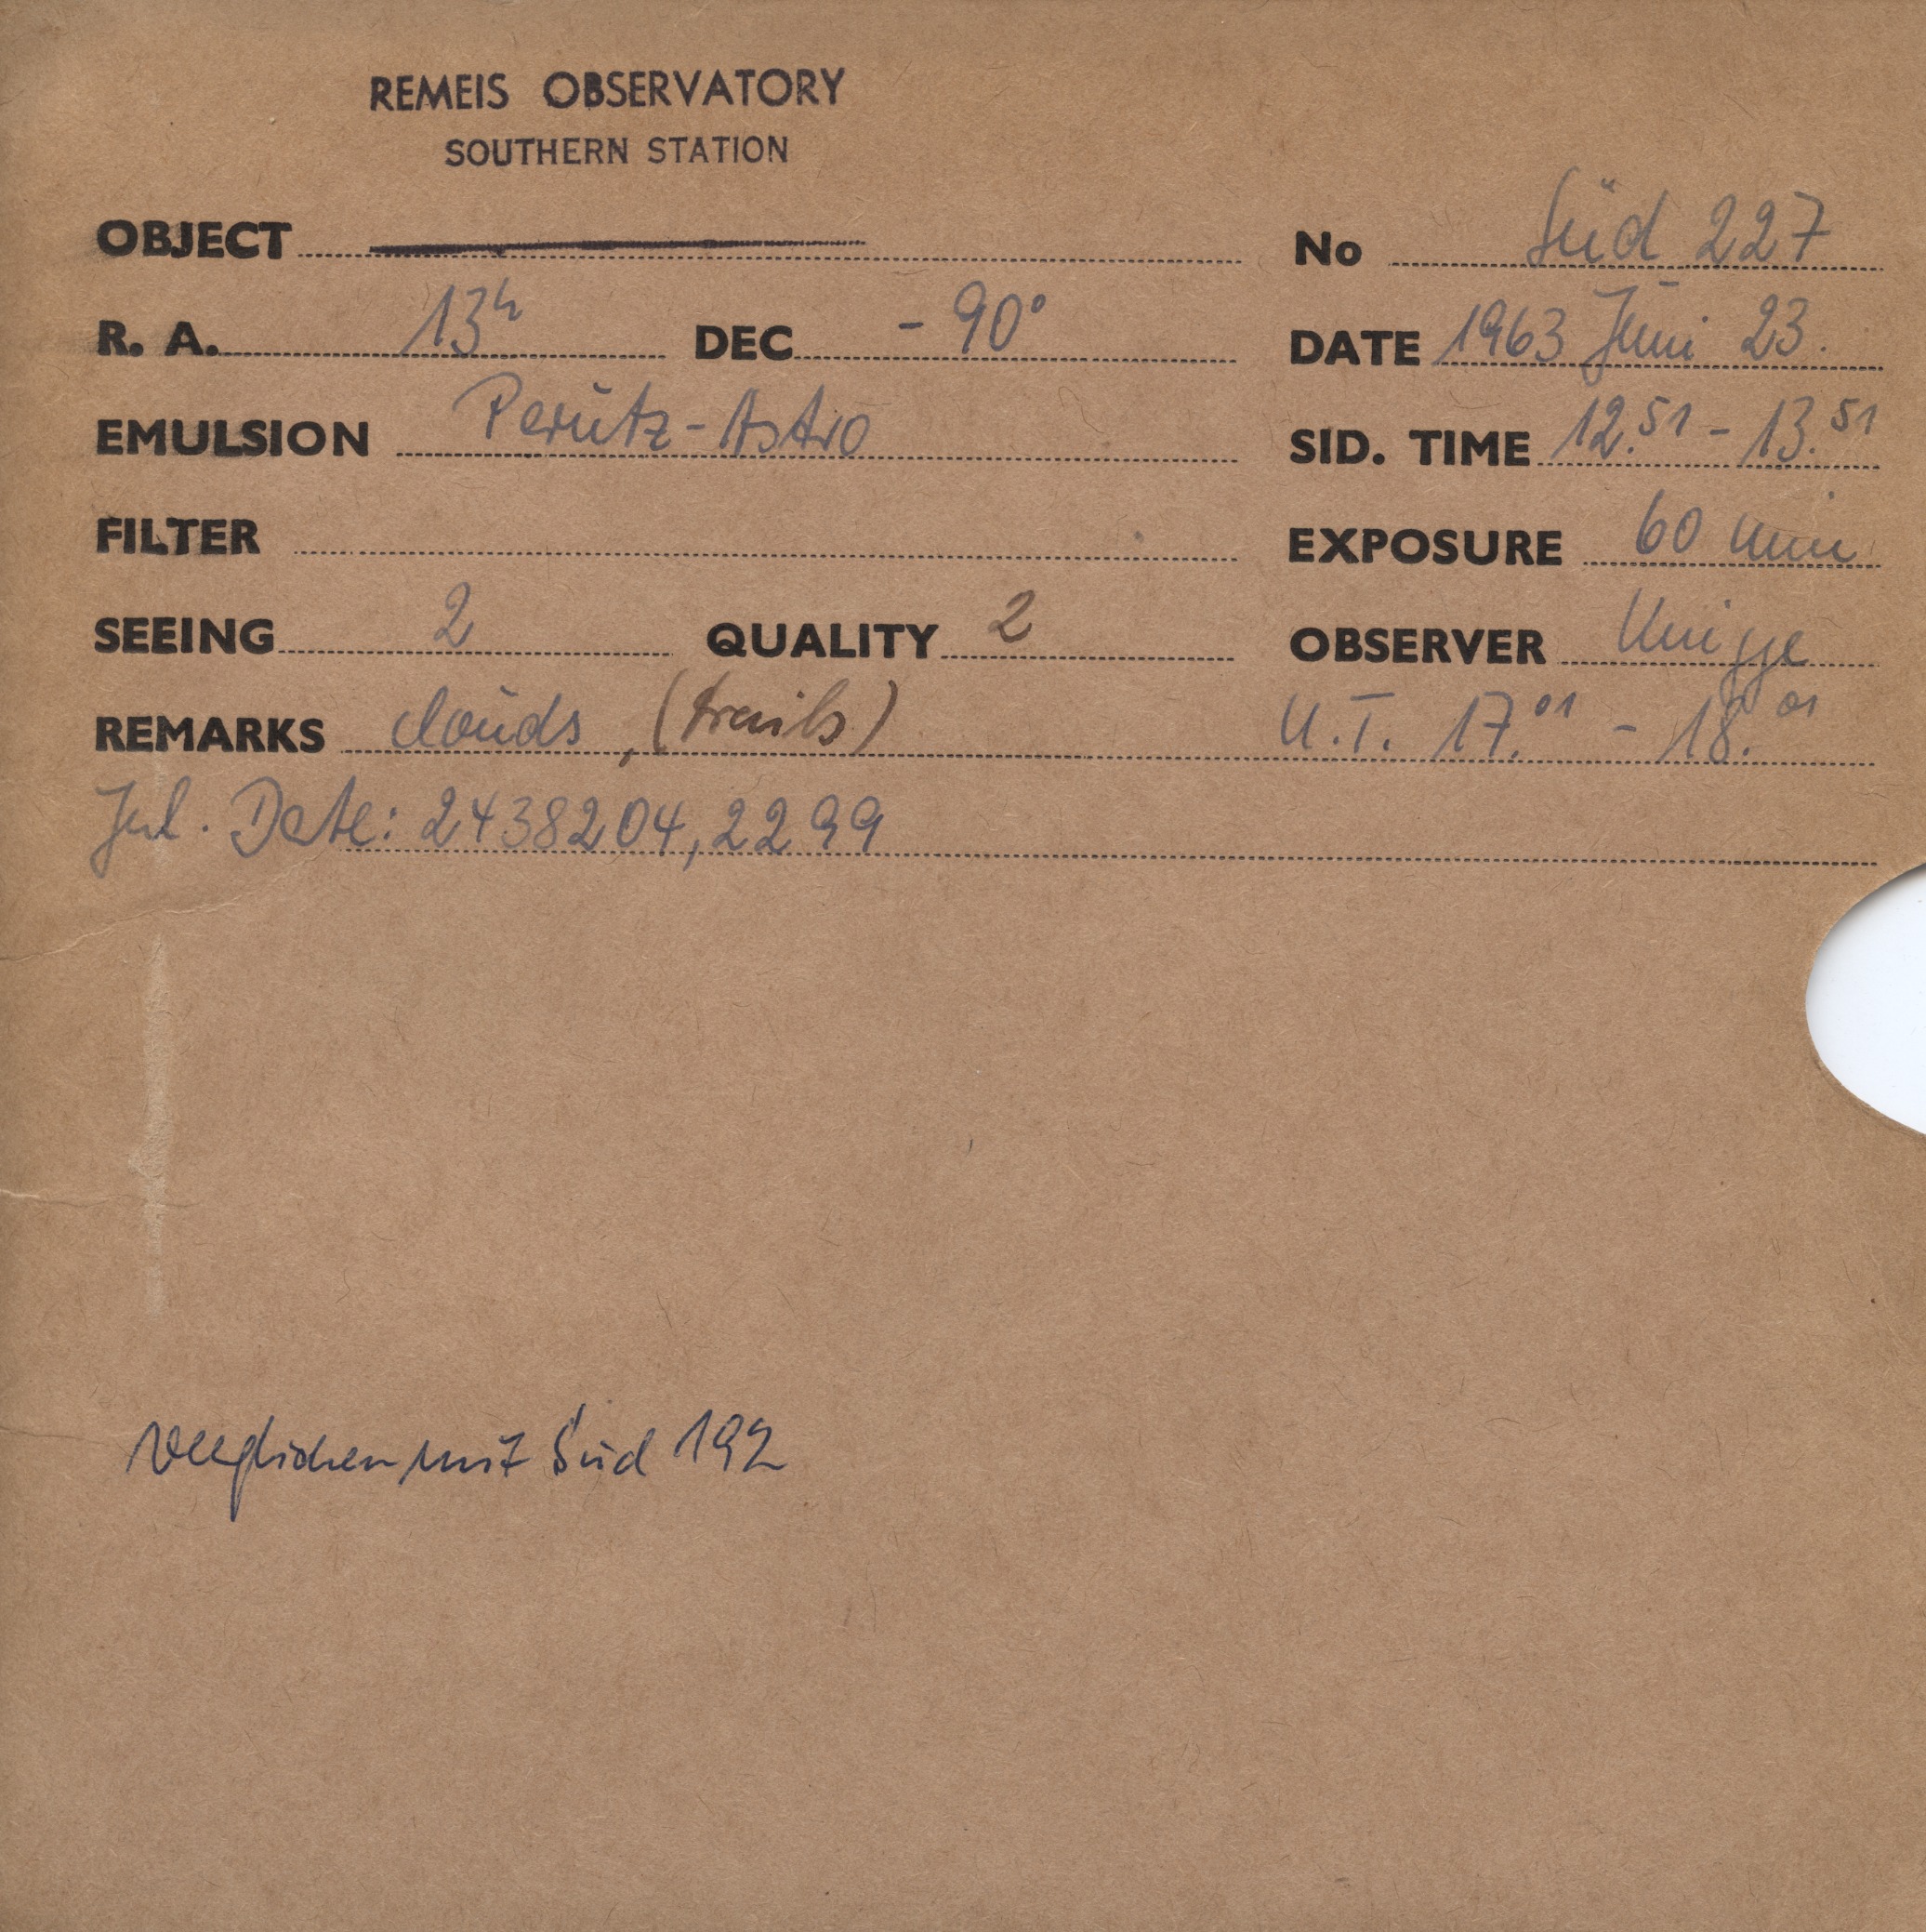 REMEIS OBSERVATORY
SOUTHERN STATION
OBJECT
No Süd 227
R. A. 13h DEC -90°
DATE 1963 Juni 23.
EMULSION Perutz-Astro
SID. TIME 12.51 - 13.51
FILTER
EXPOSURE 60 min
SEEING 2 QUALITY 2
OBSERVER Knigge
REMARKS clouds, (trails) U.T. 17.01 - 18.01
Jul. Date: 2438204,2299
verglichen mit Süd 192